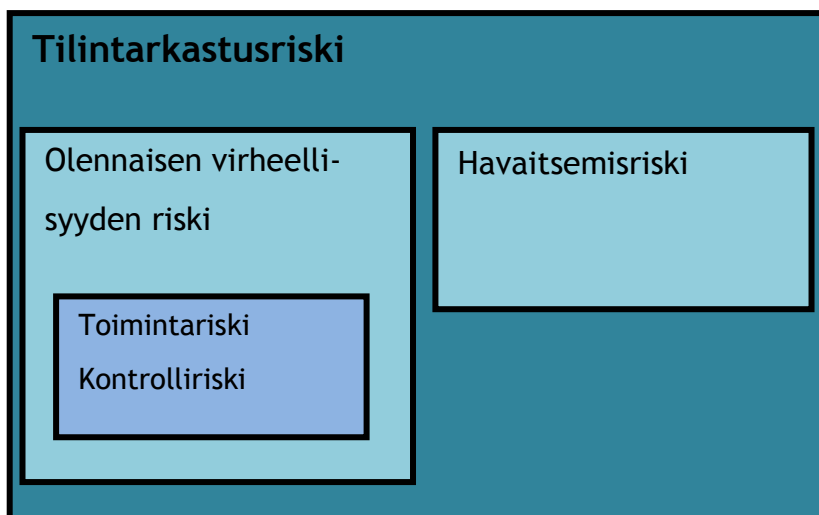 Tilintarkastusriski
Olennaisen virheelli-
syyden riski
Havaitsemisriski
Toimintariski
Kontrolliriski